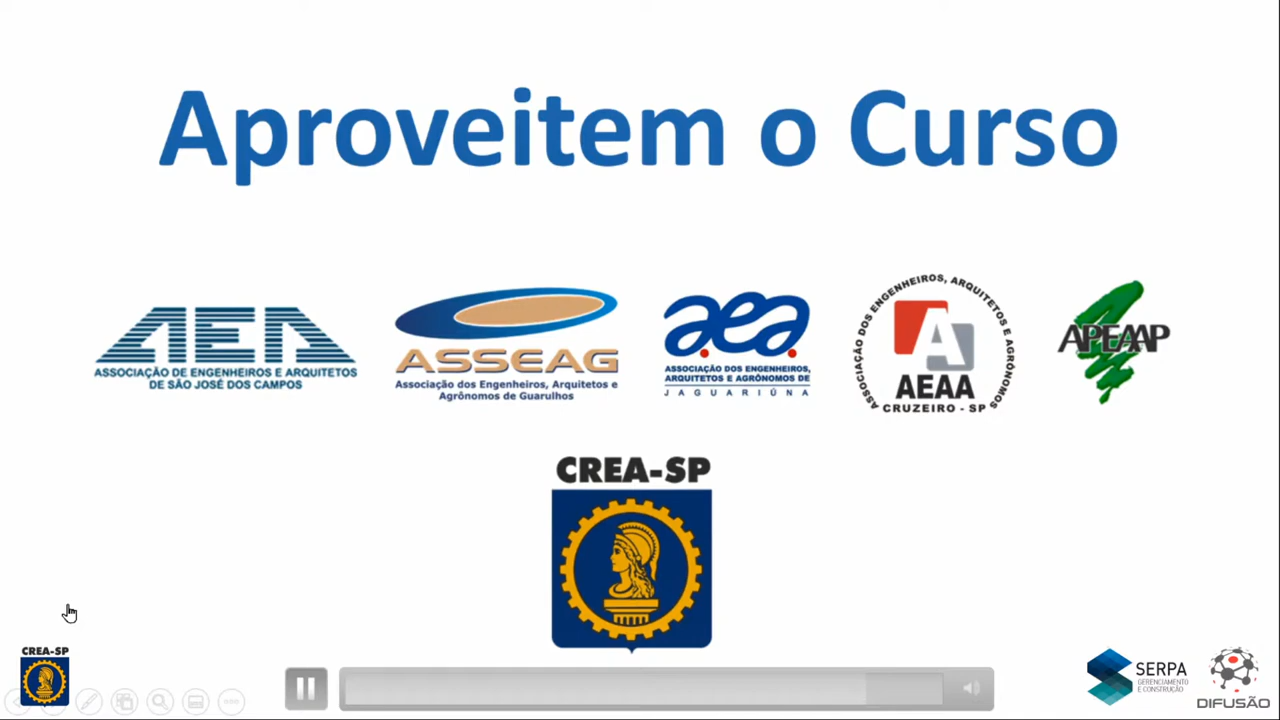 Aproveitem o Curso
AEA
ASSOCIAÇÃO DE ENGENHEIROS E ARQUITETOS
DE SÃO JOSÉ DOS CAMPOS
ASSEAG
Associação dos Engenheiros, Arquitetos e
Agrônomos de Guarulhos
a.e.a.
ASSOCIAÇÃO DOS ENGENHEIROS,
ARQUITETOS E AGRÔNOMOS DE
JAGUARIÚNA
ASSOCIAÇÃO DOS ENGENHEIROS, ARQUITETOS E AGRÔNOMOS
A
AEAA
CRUZEIRO - SP
APEAAP
CREA-SP
CREA-SP
SERPA
GERENCIAMENTO
E CONSTRUÇÃO
DIFUSÃO